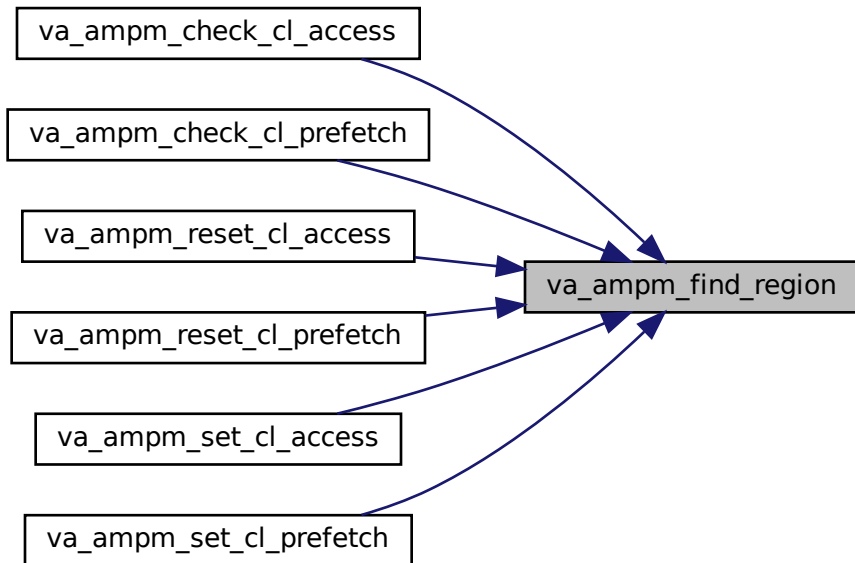 va_ampm_check_cl_access
va_ampm_check_cl_prefetch
va_ampm_reset_cl_access
va_ampm_find_region
va_ampm_reset_cl_prefetch
va_ampm_set_cl_access
va_ampm_set_cl_prefetch